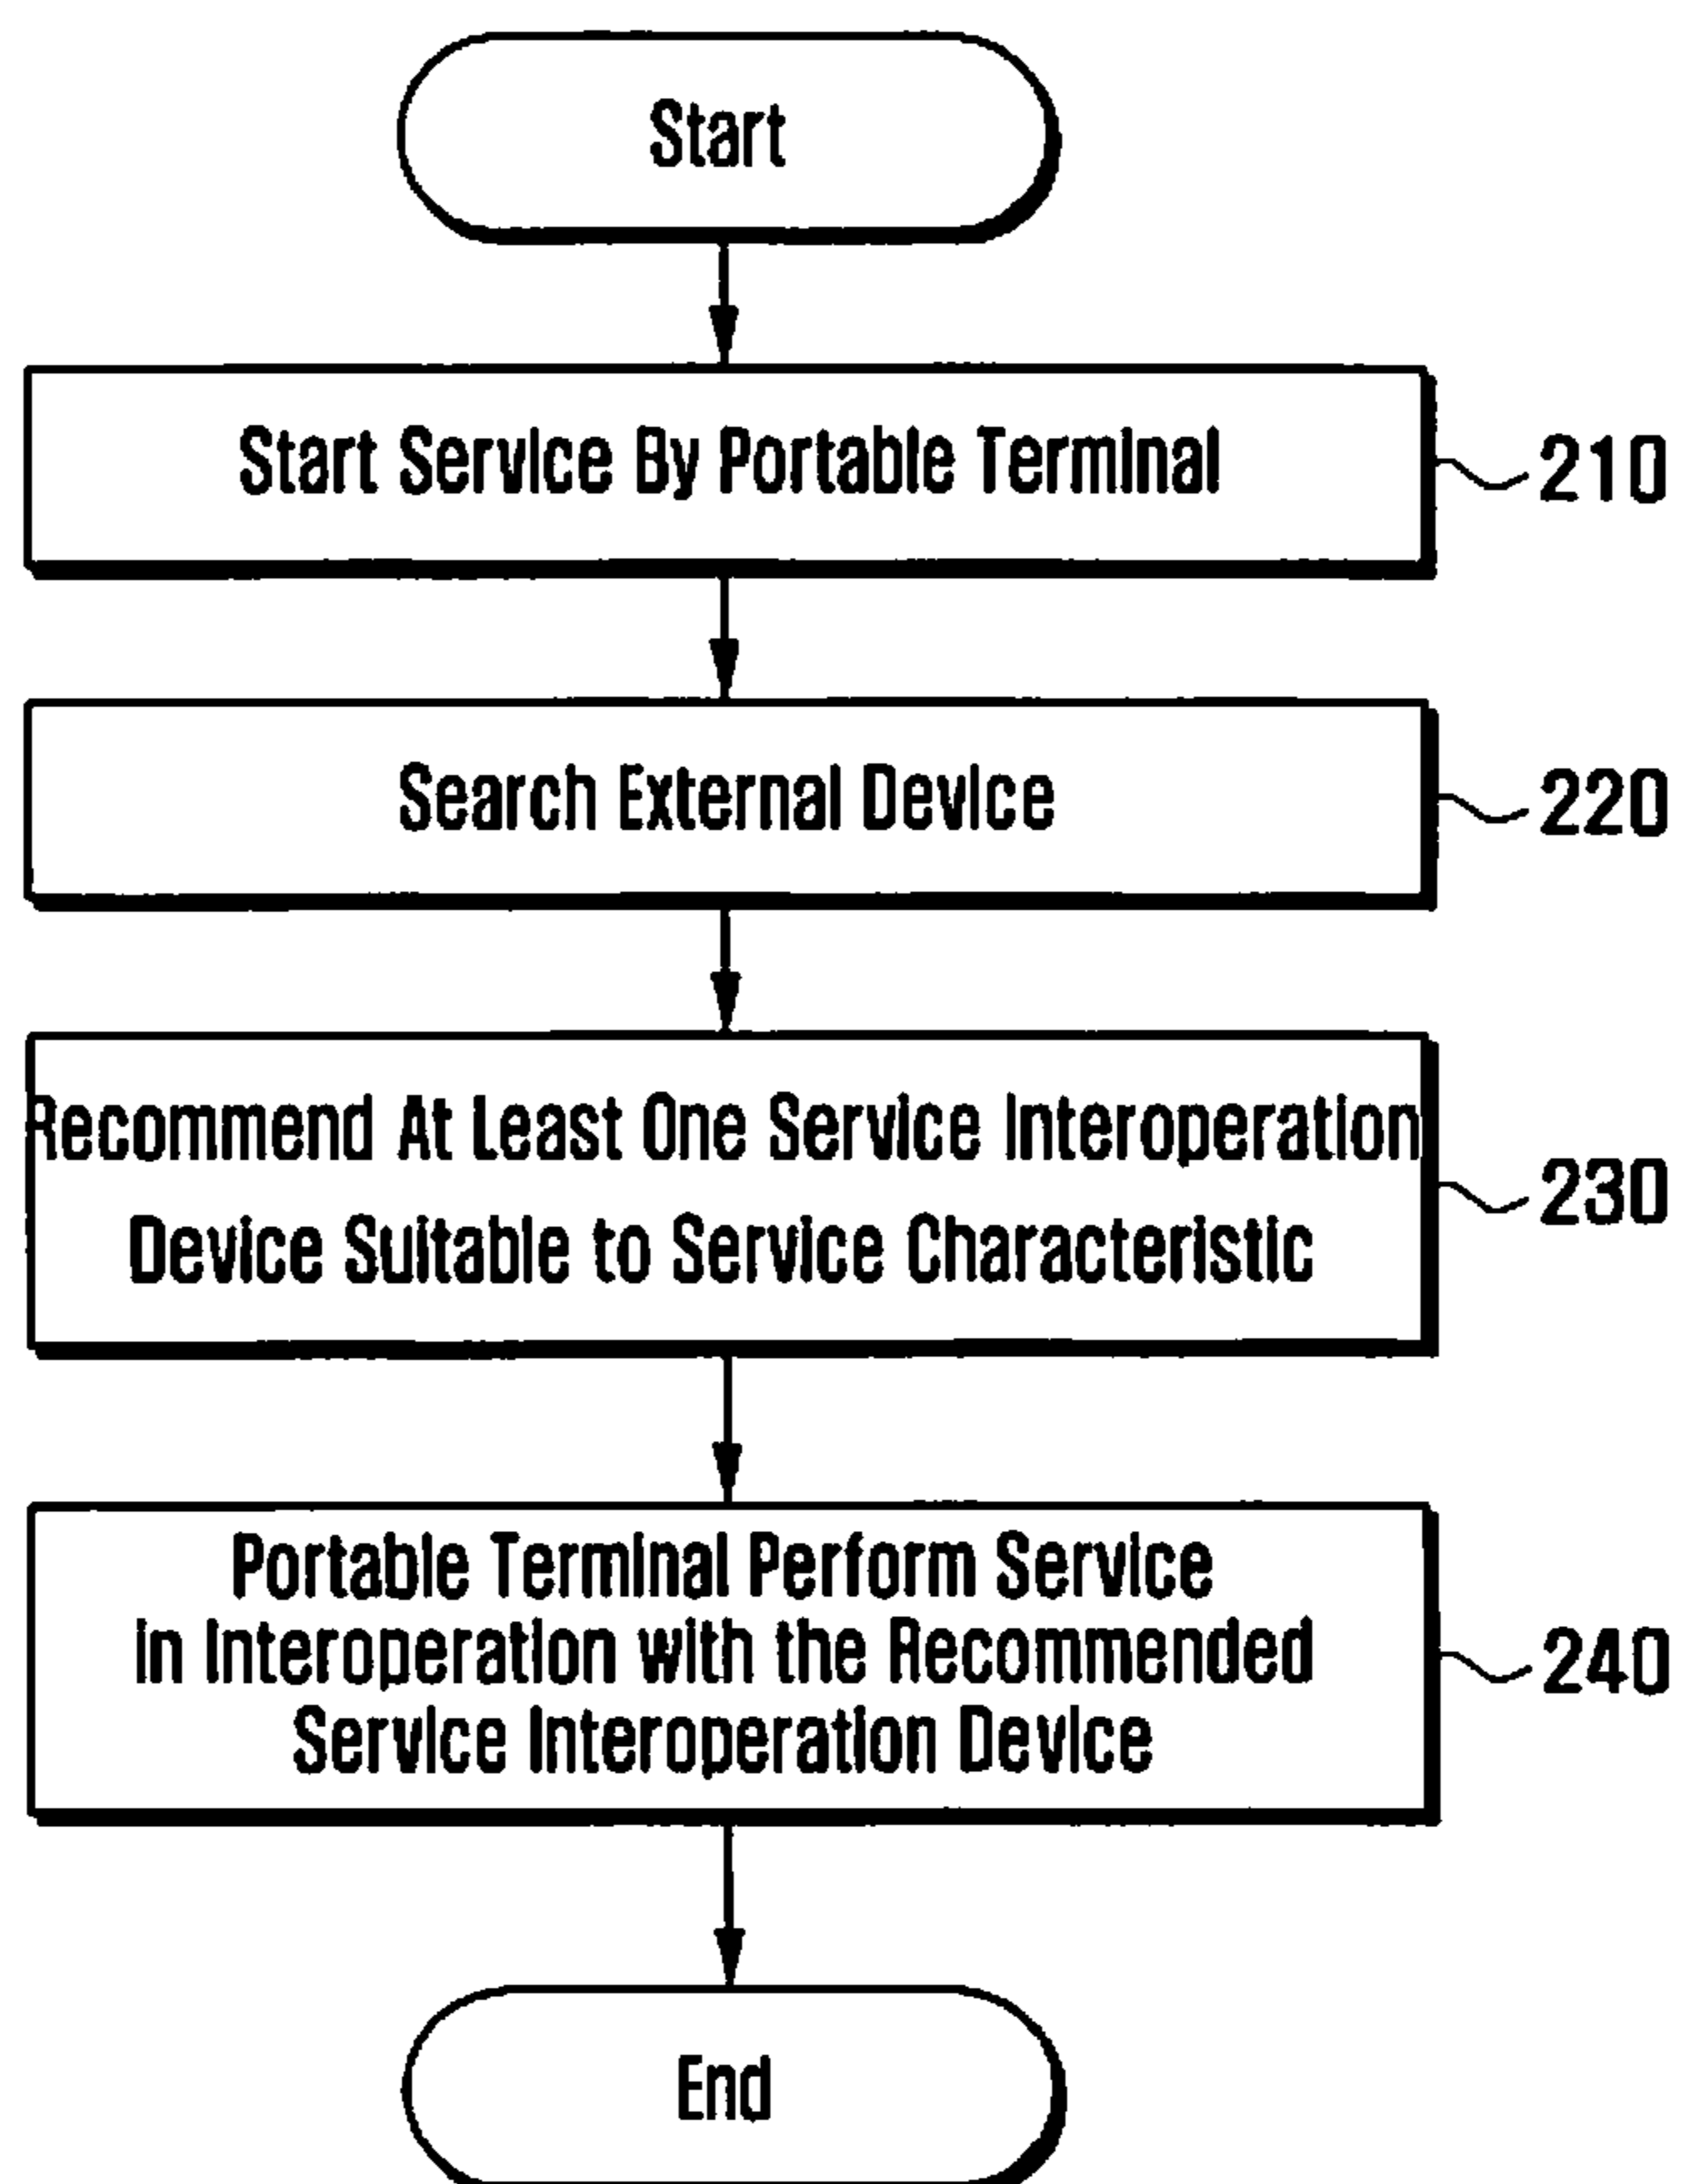 Start
Start Service By Portable Terminal
210
Search External Device
220
Recommend At Least One Service Interoperation
Device Suitable to Service Characteristic
230
Portable Terminal Perform Service
in Interoperation with the Recommended
Service Interoperation Device
240
End